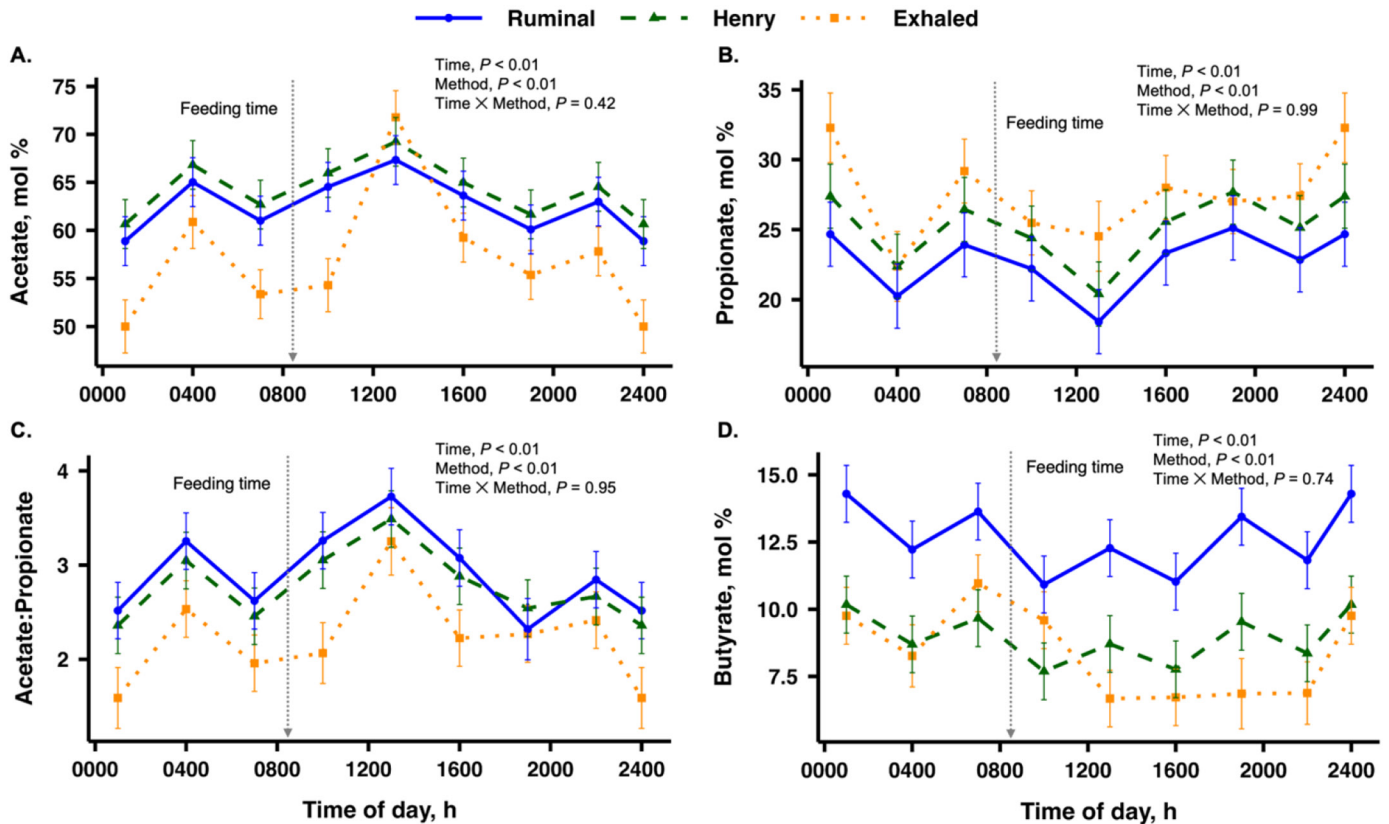 Ruminal Henry Exhaled
A.
Time, P < 0.01
Method, P < 0.01
Time × Method, P = 0.42
Feeding time
Acetate, mol %
75
70
65
60
55
50
0000 0400 0800 1200 1600 2000 2400
B.
Time, P < 0.01
Method, P < 0.01
Time × Method, P = 0.99
Feeding time
Propionate, mol %
35
30
25
20
0000 0400 0800 1200 1600 2000 2400
C.
Time, P < 0.01
Method, P < 0.01
Time × Method, P = 0.95
Feeding time
Acetate:Propionate
4
3
2
0000 0400 0800 1200 1600 2000 2400
Time of day, h
D.
Time, P < 0.01
Method, P < 0.01
Time × Method, P = 0.74
Feeding time
Butyrate, mol %
15.0
12.5
10.0
7.5
0000 0400 0800 1200 1600 2000 2400
Time of day, h